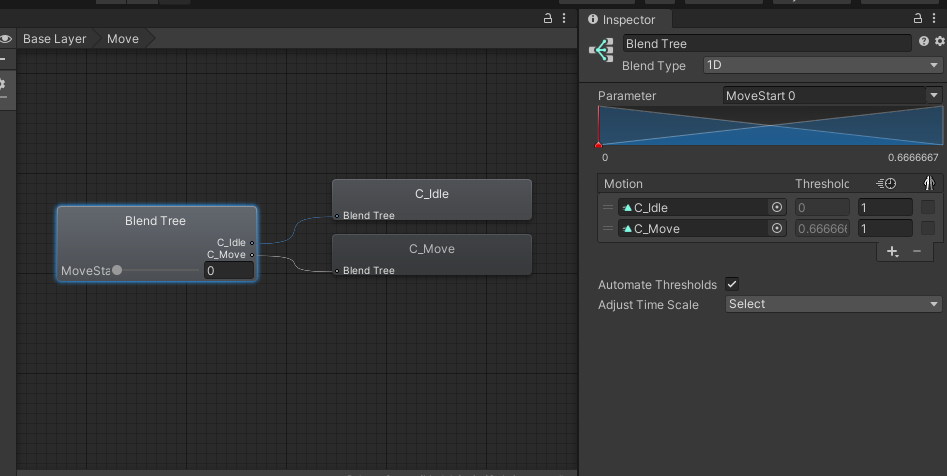 Inspector
Base Layer
Move
Blend Tree
Blend Type
1D
Parameter
MoveStart 0
0
0.6666667
Motion
Threshold
C_Idle
0
1
C_Move
0.666666
1
Automate Thresholds
Adjust Time Scale
Select
Blend Tree
C_Idle
C_Move
MoveSta
0
C_Idle
Blend Tree
C_Move
Blend Tree